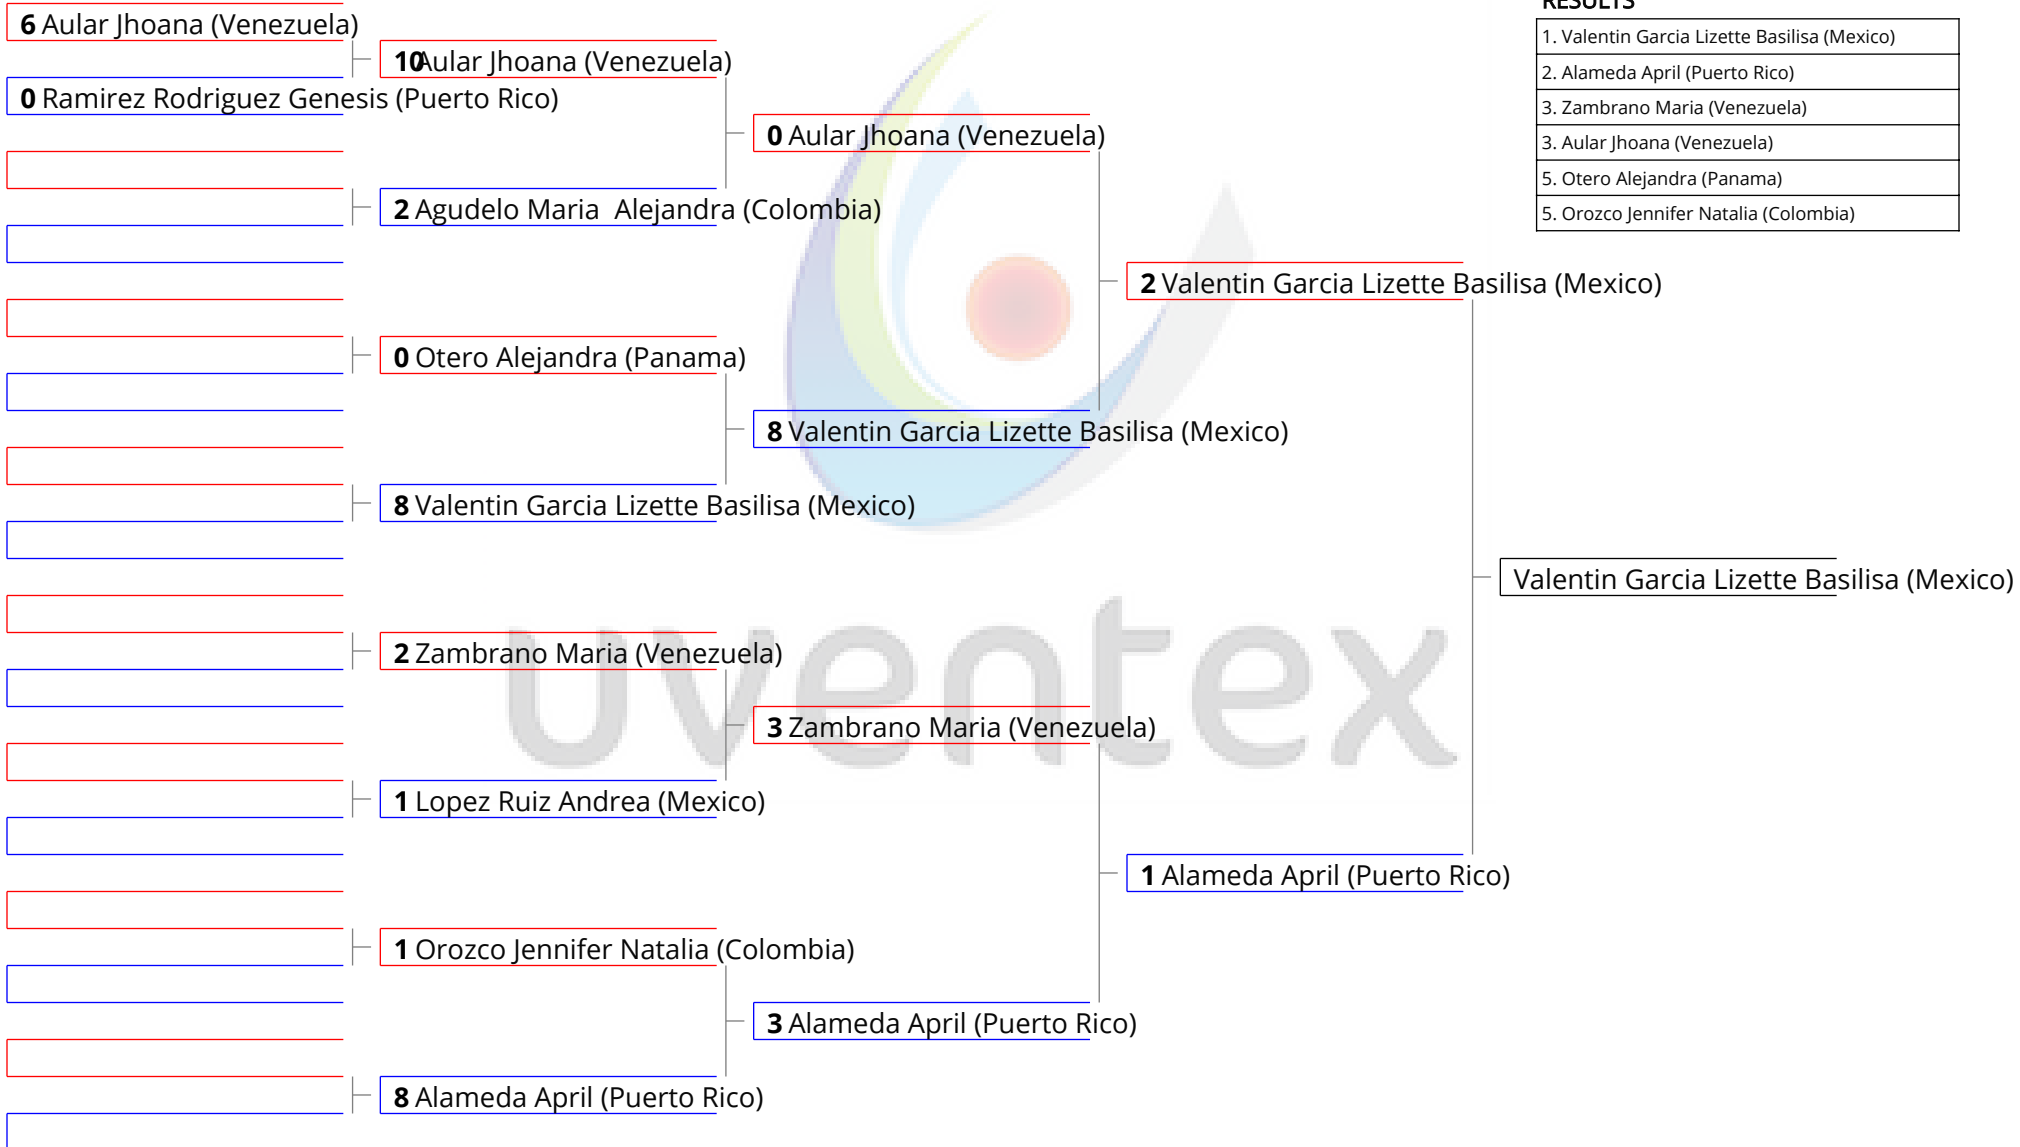 RESULTS
1. Valentin Garcia Lizette Basilisa (Mexico)
2. Alameda April (Puerto Rico)
3. Zambrano Maria (Venezuela)
3. Aular Jhoana (Venezuela)
5. Otero Alejandra (Panama)
5. Orozco Jennifer Natalia (Colombia)
6 Aular Jhoana (Venezuela)
0 Ramirez Rodriguez Genesis (Puerto Rico)
10 Aular Jhoana (Venezuela)
2 Agudelo Maria  Alejandra (Colombia)
0 Otero Alejandra (Panama)
8 Valentin Garcia Lizette Basilisa (Mexico)
2 Zambrano Maria (Venezuela)
1 Lopez Ruiz Andrea (Mexico)
1 Orozco Jennifer Natalia (Colombia)
8 Alameda April (Puerto Rico)
0 Aular Jhoana (Venezuela)
8 Valentin Garcia Lizette Basilisa (Mexico)
3 Zambrano Maria (Venezuela)
3 Alameda April (Puerto Rico)
2 Valentin Garcia Lizette Basilisa (Mexico)
1 Alameda April (Puerto Rico)
Valentin Garcia Lizette Basilisa (Mexico)
uventex